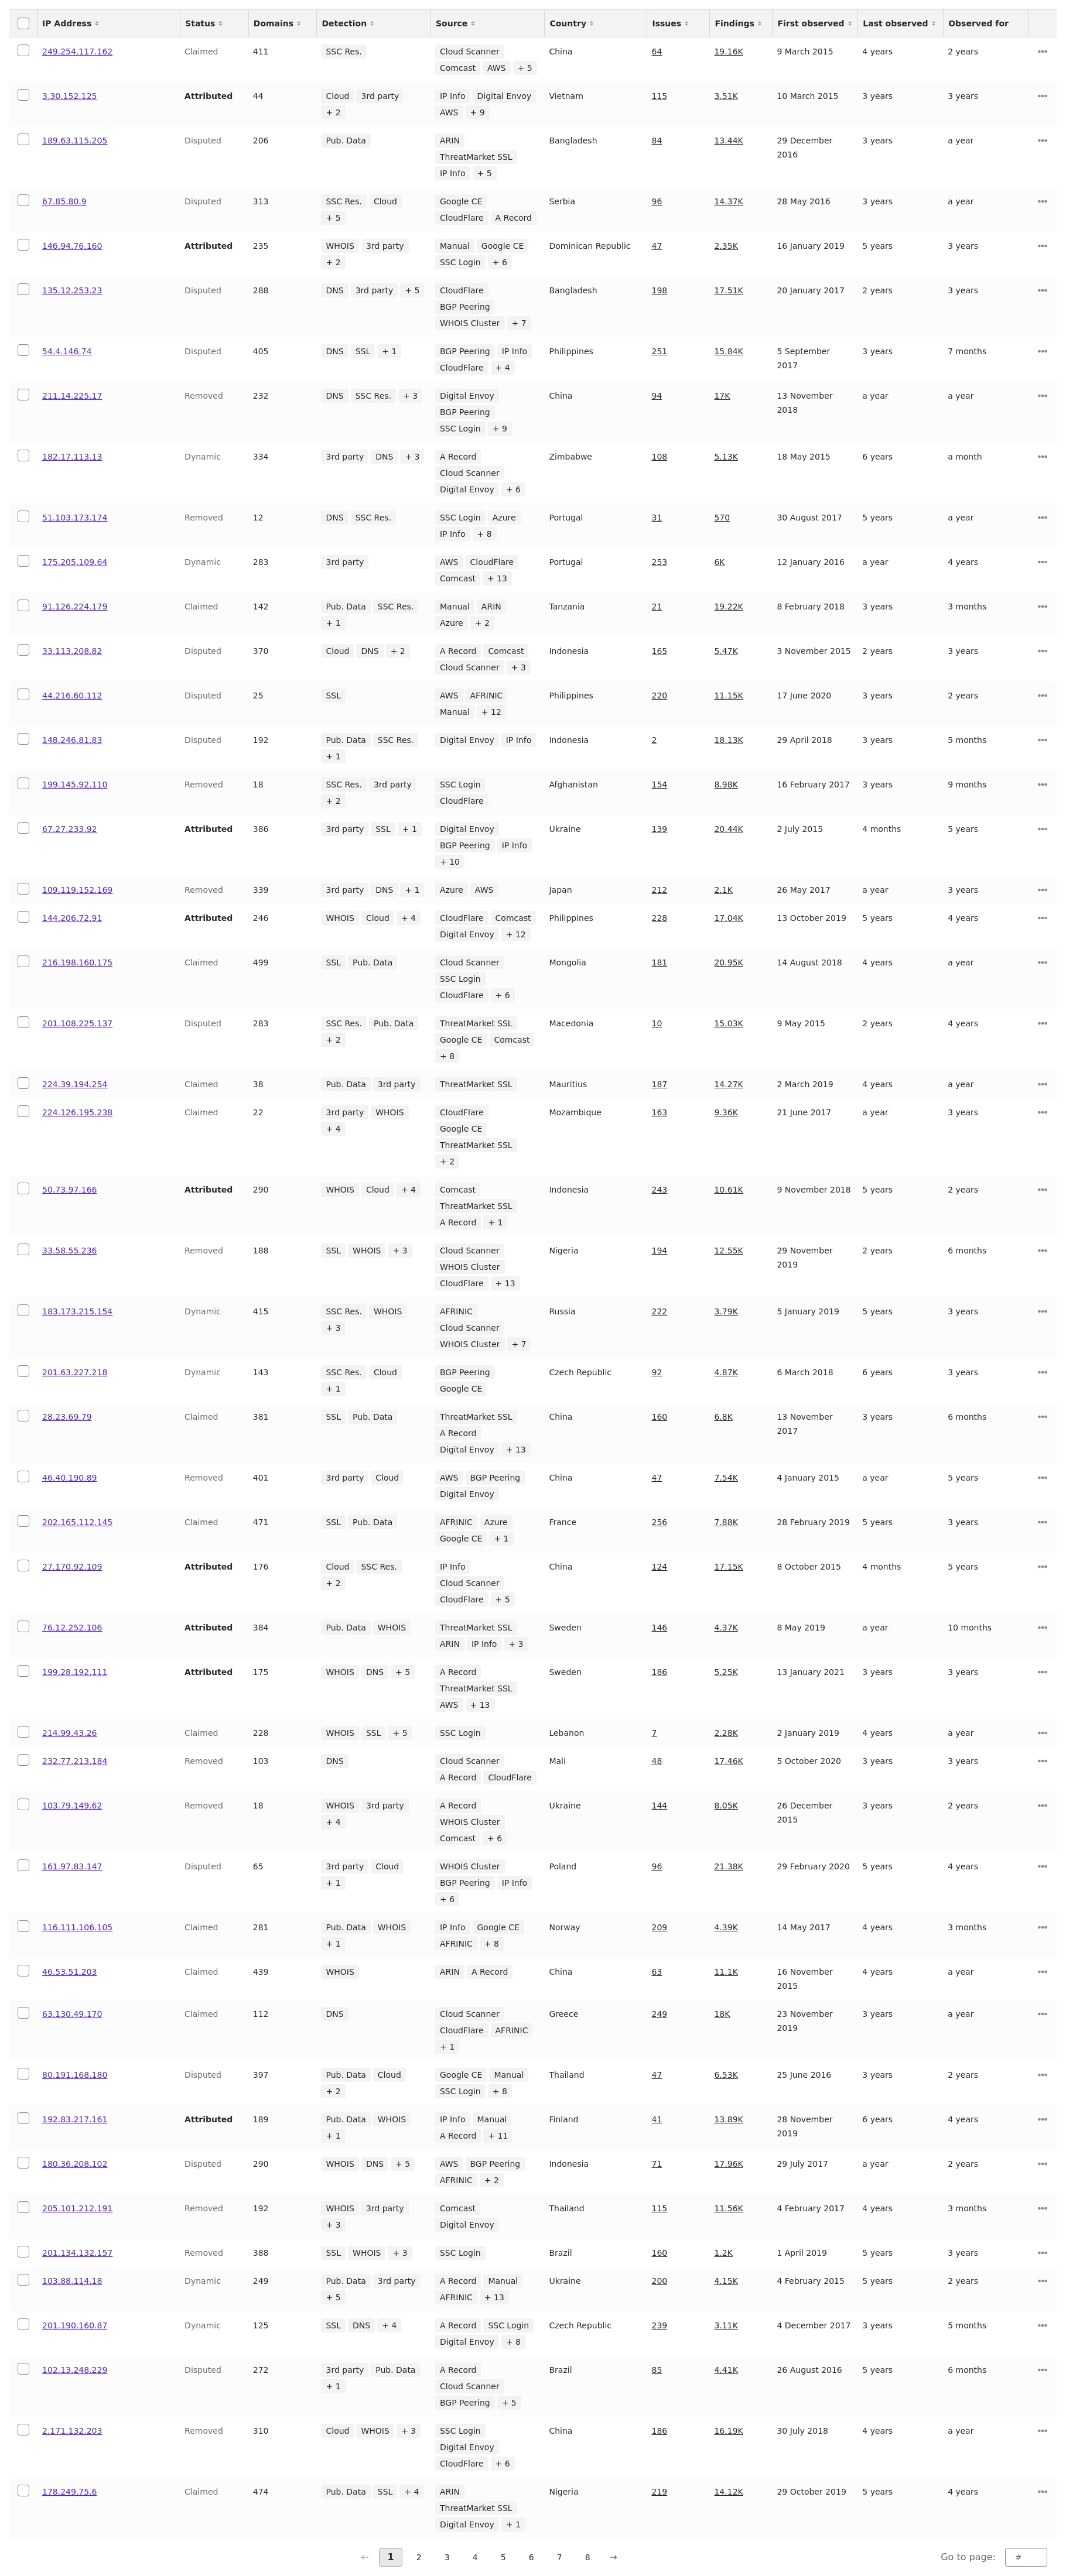 IP Address Status Domains Detection Source Country Issues Findings First observed Last observed Observed for
249.254.117.162 Claimed 411 SSC Res. Cloud Scanner China 64 19.16K 9 March 2015 4 years 2 years •••
Comcast AWS + 5
3.30.152.125 Attributed 44 Cloud 3rd party IP Info Digital Envoy Vietnam 115 3.51K 10 March 2015 3 years 3 years •••
+ 2 AWS + 9
189.63.115.205 Disputed 206 Pub. Data ARIN Bangladesh 84 13.44K 29 December 3 years a year •••
ThreatMarket SSL 2016
IP Info + 5
67.85.80.9 Disputed 313 SSC Res. Cloud Google CE Serbia 96 14.37K 28 May 2016 3 years a year •••
+ 5 CloudFlare A Record
146.94.76.160 Attributed 235 WHOIS 3rd party Manual Google CE Dominican Republic 47 2.35K 16 January 2019 5 years 3 years •••
+ 2 SSC Login + 6
135.12.253.23 Disputed 288 DNS 3rd party + 5 CloudFlare Bangladesh 198 17.51K 20 January 2017 2 years 3 years •••
BGP Peering
WHOIS Cluster + 7
54.4.146.74 Disputed 405 DNS SSL + 1 BGP Peering IP Info Philippines 251 15.84K 5 September 3 years 7 months •••
CloudFlare + 4 2017
211.14.225.17 Removed 232 DNS SSC Res. + 3 Digital Envoy China 94 17K 13 November a year a year •••
BGP Peering 2018
SSC Login + 9
182.17.113.13 Dynamic 334 3rd party DNS + 3 A Record Zimbabwe 108 5.13K 18 May 2015 6 years a month •••
Cloud Scanner
Digital Envoy + 6
51.103.173.174 Removed 12 DNS SSC Res. SSC Login Azure Portugal 31 570 30 August 2017 5 years a year •••
IP Info + 8
175.205.109.64 Dynamic 283 3rd party AWS CloudFlare Portugal 253 6K 12 January 2016 a year 4 years •••
Comcast + 13
91.126.224.179 Claimed 142 Pub. Data SSC Res. Manual ARIN Tanzania 21 19.22K 8 February 2018 3 years 3 months •••
+ 1 Azure + 2
33.113.208.82 Disputed 370 Cloud DNS + 2 A Record Comcast Indonesia 165 5.47K 3 November 2015 2 years 3 years •••
Cloud Scanner + 3
44.216.60.112 Disputed 25 SSL AWS AFRINIC Philippines 220 11.15K 17 June 2020 3 years 2 years •••
Manual + 12
148.246.81.83 Disputed 192 Pub. Data SSC Res. Digital Envoy IP Info Indonesia 2 18.13K 29 April 2018 3 years 5 months •••
+ 1
199.145.92.110 Removed 18 SSC Res. 3rd party SSC Login Afghanistan 154 8.98K 16 February 2017 3 years 9 months •••
+ 2 CloudFlare
67.27.233.92 Attributed 386 3rd party SSL + 1 Digital Envoy Ukraine 139 20.44K 2 July 2015 4 months 5 years •••
BGP Peering IP Info
+ 10
109.119.152.169 Removed 339 3rd party DNS + 1 Azure AWS Japan 212 2.1K 26 May 2017 a year 3 years •••
144.206.72.91 Attributed 246 WHOIS Cloud + 4 CloudFlare Comcast Philippines 228 17.04K 13 October 2019 5 years 4 years •••
Digital Envoy + 12
216.198.160.175 Claimed 499 SSL Pub. Data Cloud Scanner Mongolia 181 20.95K 14 August 2018 4 years a year •••
SSC Login
CloudFlare + 6
201.108.225.137 Disputed 283 SSC Res. Pub. Data ThreatMarket SSL Macedonia 10 15.03K 9 May 2015 2 years 4 years •••
+ 2 Google CE Comcast
+ 8
224.39.194.254 Claimed 38 Pub. Data 3rd party ThreatMarket SSL Mauritius 187 14.27K 2 March 2019 4 years a year •••
224.126.195.238 Claimed 22 3rd party WHOIS CloudFlare Mozambique 163 9.36K 21 June 2017 a year 3 years •••
+ 4 Google CE
ThreatMarket SSL
+ 2
50.73.97.166 Attributed 290 WHOIS Cloud + 4 Comcast Indonesia 243 10.61K 9 November 2018 5 years 2 years •••
ThreatMarket SSL
A Record + 1
33.58.55.236 Removed 188 SSL WHOIS + 3 Cloud Scanner Nigeria 194 12.55K 29 November 2 years 6 months •••
WHOIS Cluster 2019
CloudFlare + 13
183.173.215.154 Dynamic 415 SSC Res. WHOIS AFRINIC Russia 222 3.79K 5 January 2019 5 years 3 years •••
+ 3 Cloud Scanner
WHOIS Cluster + 7
201.63.227.218 Dynamic 143 SSC Res. Cloud BGP Peering Czech Republic 92 4.87K 6 March 2018 6 years 3 years •••
+ 1 Google CE
28.23.69.79 Claimed 381 SSL Pub. Data ThreatMarket SSL China 160 6.8K 13 November 3 years 6 months •••
A Record 2017
Digital Envoy + 13
46.40.190.89 Removed 401 3rd party Cloud AWS BGP Peering China 47 7.54K 4 January 2015 a year 5 years •••
Digital Envoy
202.165.112.145 Claimed 471 SSL Pub. Data AFRINIC Azure France 256 7.88K 28 February 2019 5 years 3 years •••
Google CE + 1
27.170.92.109 Attributed 176 Cloud SSC Res. IP Info China 124 17.15K 8 October 2015 4 months 5 years •••
+ 2 Cloud Scanner
CloudFlare + 5
76.12.252.106 Attributed 384 Pub. Data WHOIS ThreatMarket SSL Sweden 146 4.37K 8 May 2019 a year 10 months •••
ARIN IP Info + 3
199.28.192.111 Attributed 175 WHOIS DNS + 5 A Record Sweden 186 5.25K 13 January 2021 3 years 3 years •••
ThreatMarket SSL
AWS + 13
214.99.43.26 Claimed 228 WHOIS SSL + 5 SSC Login Lebanon 7 2.28K 2 January 2019 4 years a year •••
232.77.213.184 Removed 103 DNS Cloud Scanner Mali 48 17.46K 5 October 2020 3 years 3 years •••
A Record CloudFlare
103.79.149.62 Removed 18 WHOIS 3rd party A Record Ukraine 144 8.05K 26 December 3 years 2 years •••
+ 4 WHOIS Cluster 2015
Comcast + 6
161.97.83.147 Disputed 65 3rd party Cloud WHOIS Cluster Poland 96 21.38K 29 February 2020 5 years 4 years •••
+ 1 BGP Peering IP Info
+ 6
116.111.106.105 Claimed 281 Pub. Data WHOIS IP Info Google CE Norway 209 4.39K 14 May 2017 4 years 3 months •••
+ 1 AFRINIC + 8
46.53.51.203 Claimed 439 WHOIS ARIN A Record China 63 11.1K 16 November 4 years a year •••
2015
63.130.49.170 Claimed 112 DNS Cloud Scanner Greece 249 18K 23 November 3 years a year •••
CloudFlare AFRINIC 2019
+ 1
80.191.168.180 Disputed 397 Pub. Data Cloud Google CE Manual Thailand 47 6.53K 25 June 2016 3 years 2 years •••
+ 2 SSC Login + 8
192.83.217.161 Attributed 189 Pub. Data WHOIS IP Info Manual Finland 41 13.89K 28 November 6 years 4 years •••
+ 1 A Record + 11 2019
180.36.208.102 Disputed 290 WHOIS DNS + 5 AWS BGP Peering Indonesia 71 17.96K 29 July 2017 a year 2 years •••
AFRINIC + 2
205.101.212.191 Removed 192 WHOIS 3rd party Comcast Thailand 115 11.56K 4 February 2017 4 years 3 months •••
+ 3 Digital Envoy
201.134.132.157 Removed 388 SSL WHOIS + 3 SSC Login Brazil 160 1.2K 1 April 2019 5 years 3 years •••
103.88.114.18 Dynamic 249 Pub. Data 3rd party A Record Manual Ukraine 200 4.15K 4 February 2015 5 years 2 years •••
+ 5 AFRINIC + 13
201.190.160.87 Dynamic 125 SSL DNS + 4 A Record SSC Login Czech Republic 239 3.11K 4 December 2017 3 years 5 months •••
Digital Envoy + 8
102.13.248.229 Disputed 272 3rd party Pub. Data A Record Brazil 85 4.41K 26 August 2016 5 years 6 months •••
+ 1 Cloud Scanner
BGP Peering + 5
2.171.132.203 Removed 310 Cloud WHOIS + 3 SSC Login China 186 16.19K 30 July 2018 4 years a year •••
Digital Envoy
CloudFlare + 6
178.249.75.6 Claimed 474 Pub. Data SSL + 4 ARIN Nigeria 219 14.12K 29 October 2019 5 years 4 years •••
ThreatMarket SSL
Digital Envoy + 1
← 1 2 3 4 5 6 7 8 → Go to page: #